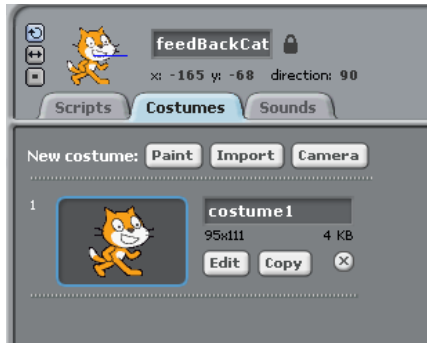 feedBackCat
x: -165 y: -68 direction: 90
Scripts Costumes Sounds
New costume: Paint Import Camera
1
costume1
95x111 4 KB
Edit Copy